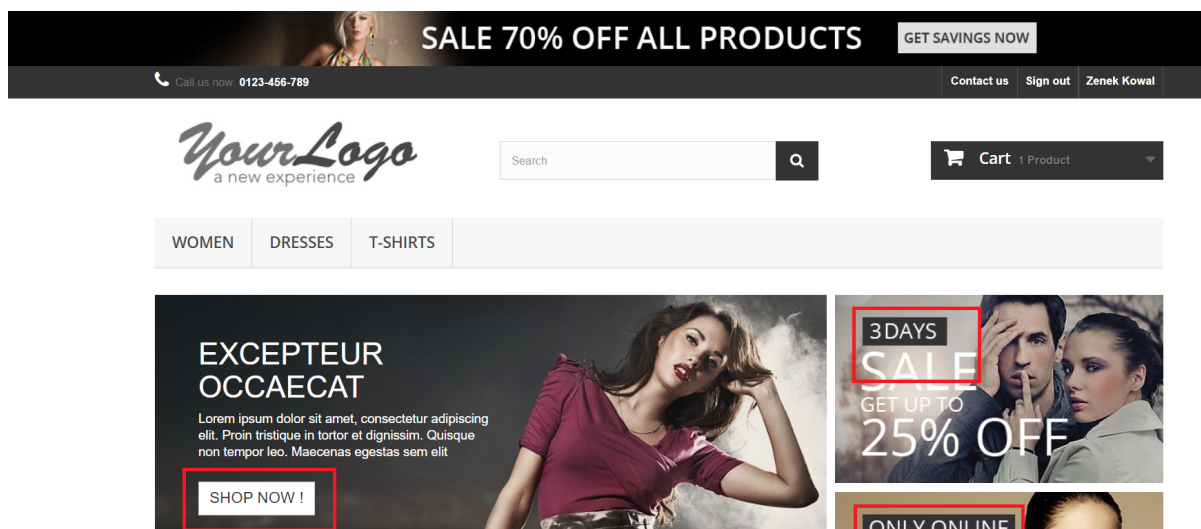 SALE 70% OFF ALL PRODUCTS GET SAVINGS NOW
Call us now: 0123-456-789 Contact us Sign out Zenek Kowal
YourLogo
a new experience
Search
Cart 1 Product
WOMEN DRESSES T-SHIRTS
EXCEPTEUR
OCCAECAT
Lorem ipsum dolor sit amet, consectetur adipiscing
elit. Proin tristique in tortor et dignissim. Quisque
non tempor leo. Maecenas egestas sem elit
SHOP NOW !
3 DAYS
SALE
GET UP TO
25% OFF
ONLY ONLINE